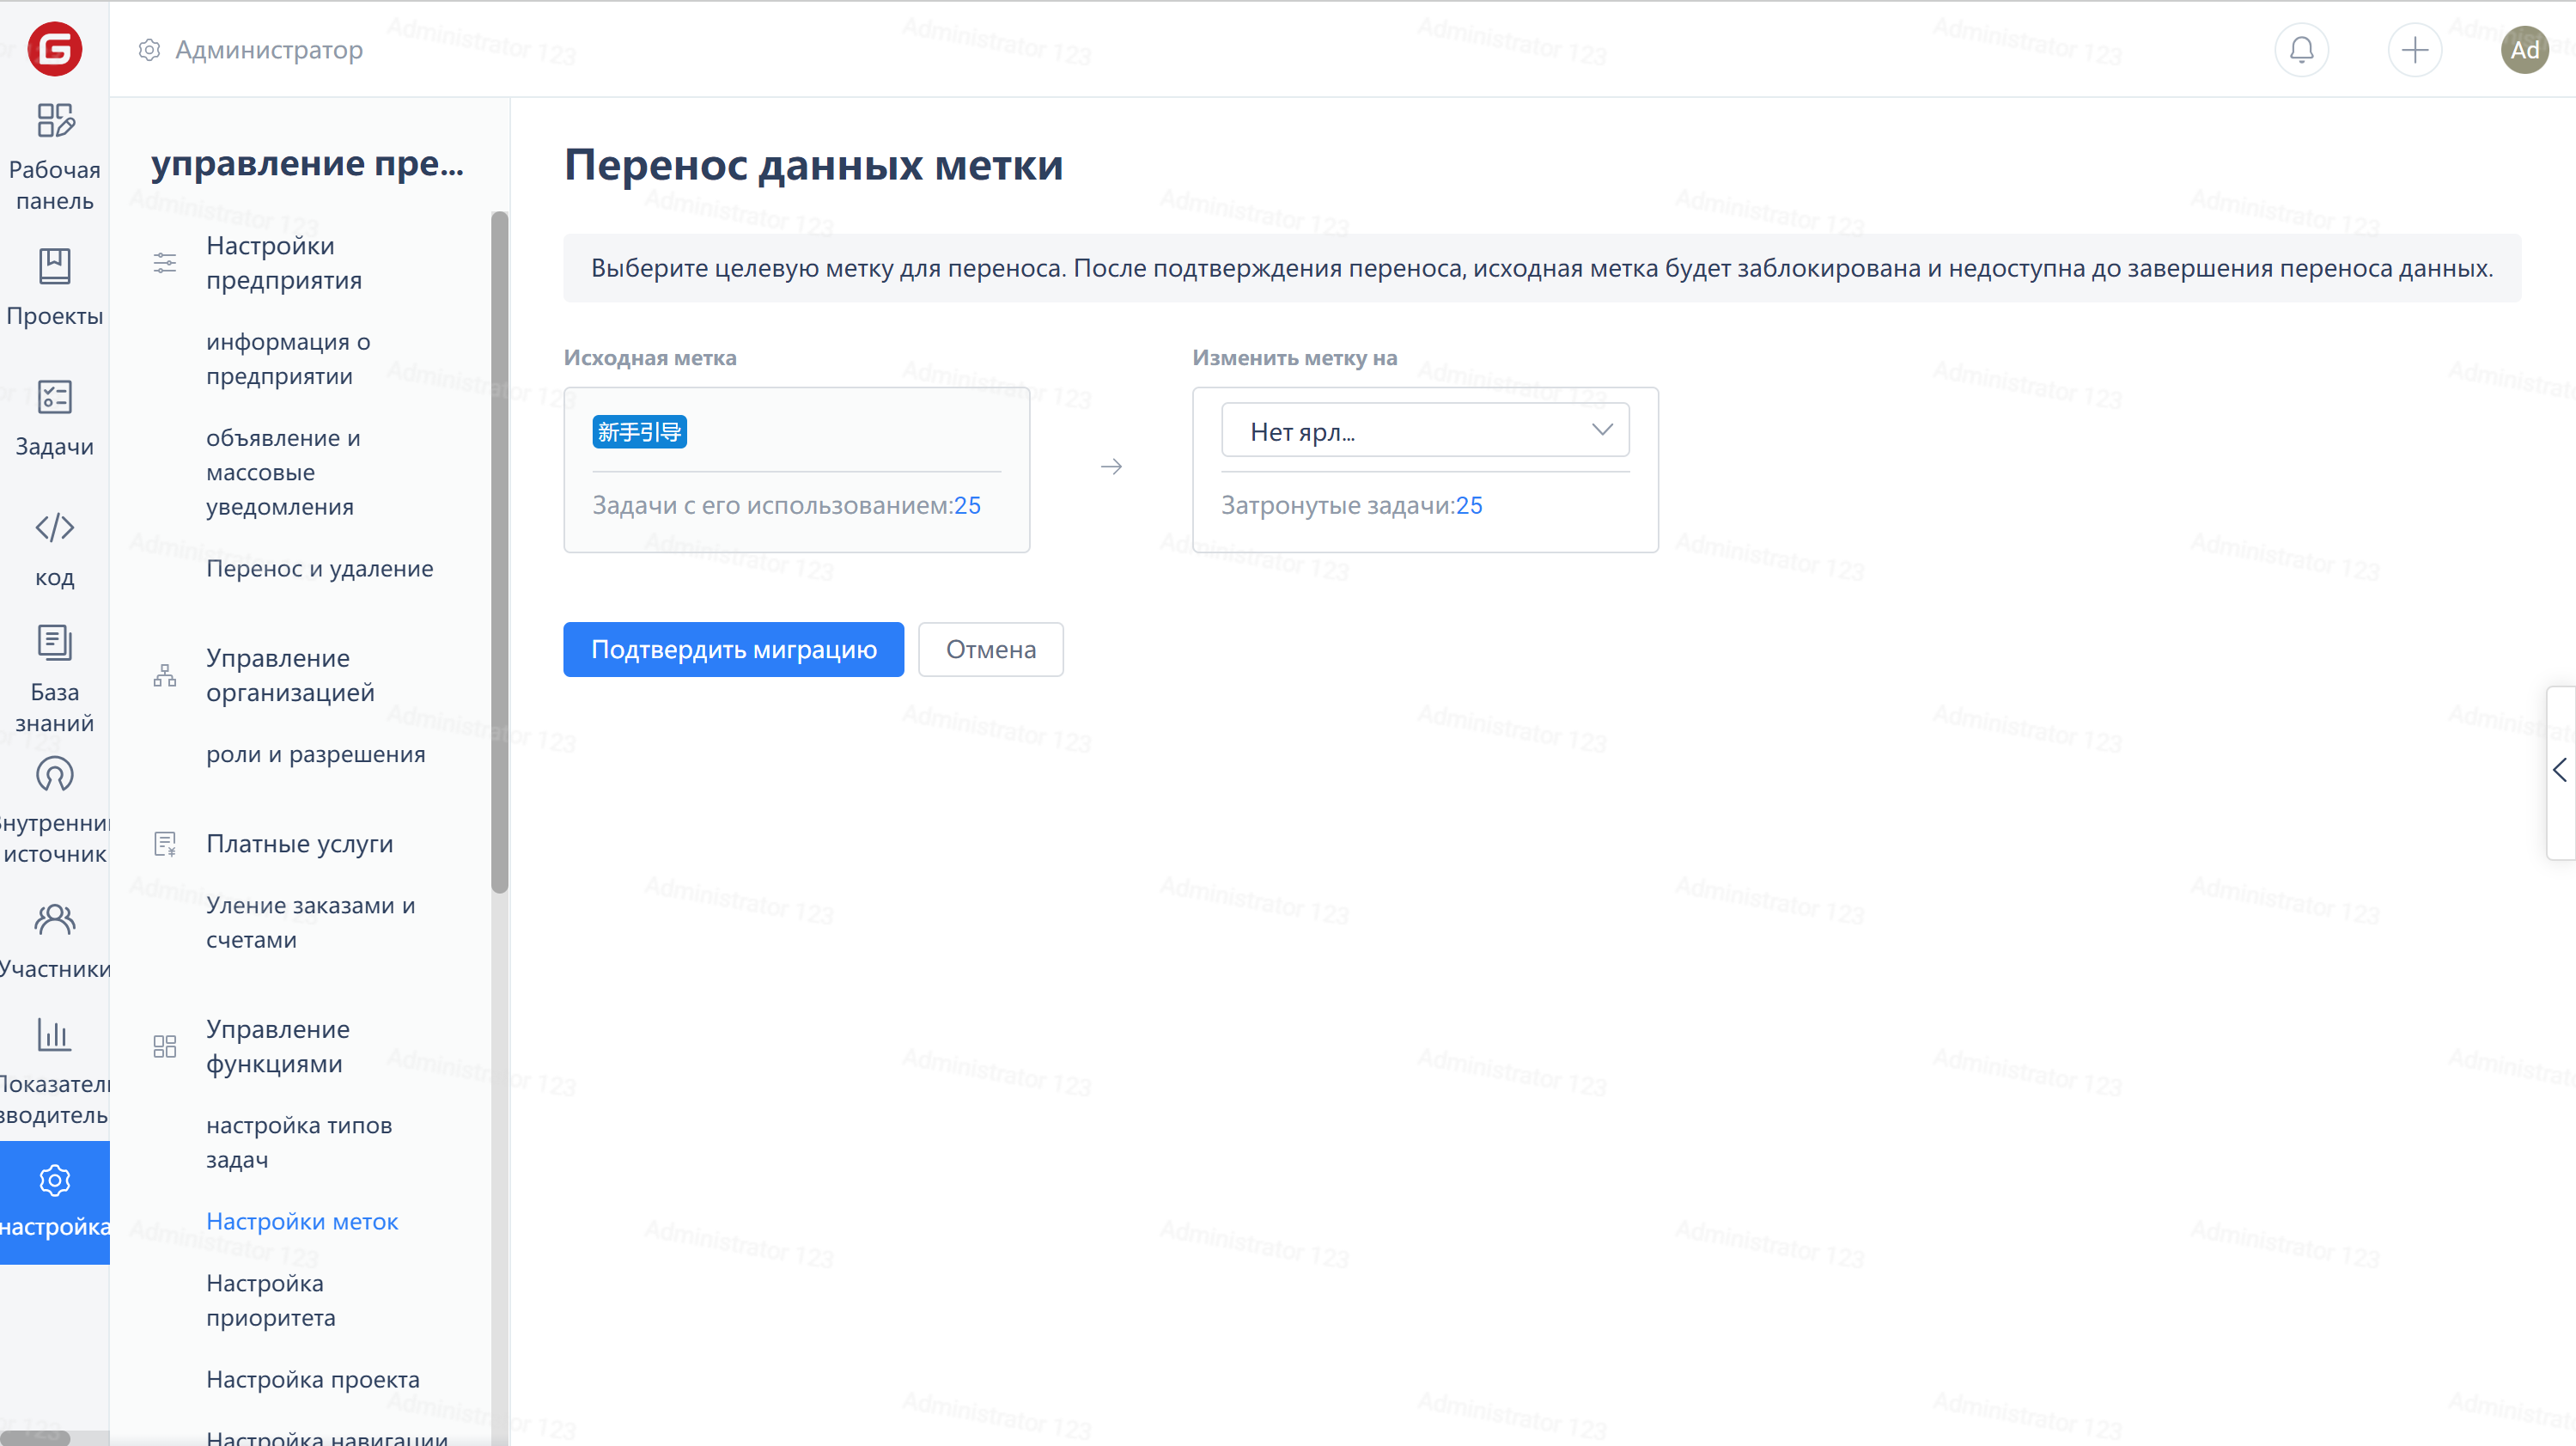 Администратор
Ad
Рабочая
панель
Проекты
Задачи
код
База
знаний
источник
Участники
настройка
управление пре...
Настройки
предприятия
информация о
предприятии
объявление и
массовые
уведомления
Перенос и удаление
Управление
организацией
роли и разрешения
Платные услуги
Уление заказами и
счетами
Управление
функциями
настройка типов
задач
Настройки меток
Настройка
приоритета
Настройка проекта
Настройка навигации
Перенос данных метки
Выберите целевую метку для переноса. После подтверждения переноса, исходная метка будет заблокирована и недоступна до завершения переноса данных.
Исходная метка
新手引导
Задачи с его использованием:25
Изменить метку на
Нет ярл...
Затронутые задачи:25
Подтвердить миграцию
Отмена
Administrator 123